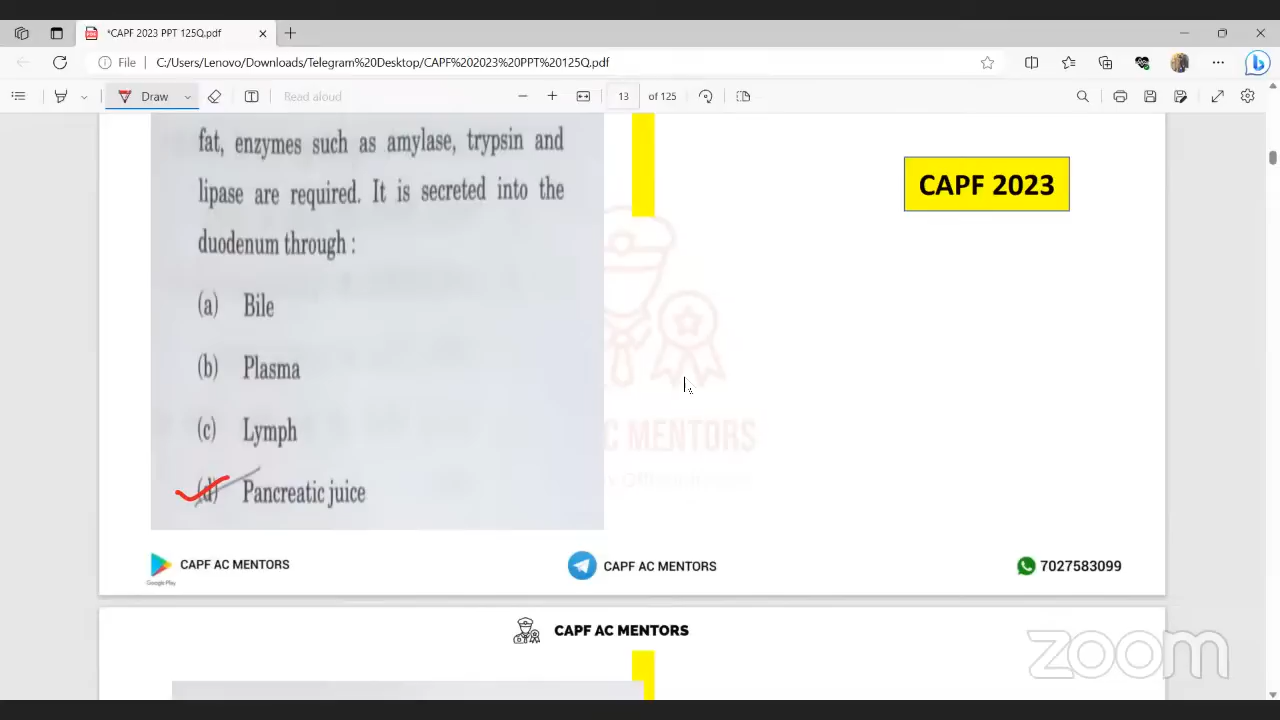 *CAPF 2023 PPT 125Q.pdf
File C:/Users/Lenovo/Downloads/Telegram%20Desktop/CAPF%202023%20PPT%20125Q.pdf
Draw Read aloud 13 of 125
fat, enzymes such as amylase, trypsin and
lipase are required. It is secreted into the
duodenum through :
(a) Bile
(b) Plasma
(c) Lymph
(d) Pancreatic juice
CAPF 2023
C MENTORS
Google Play
CAPF AC MENTORS
CAPF AC MENTORS
7027583099
CAPF AC MENTORS
zoom